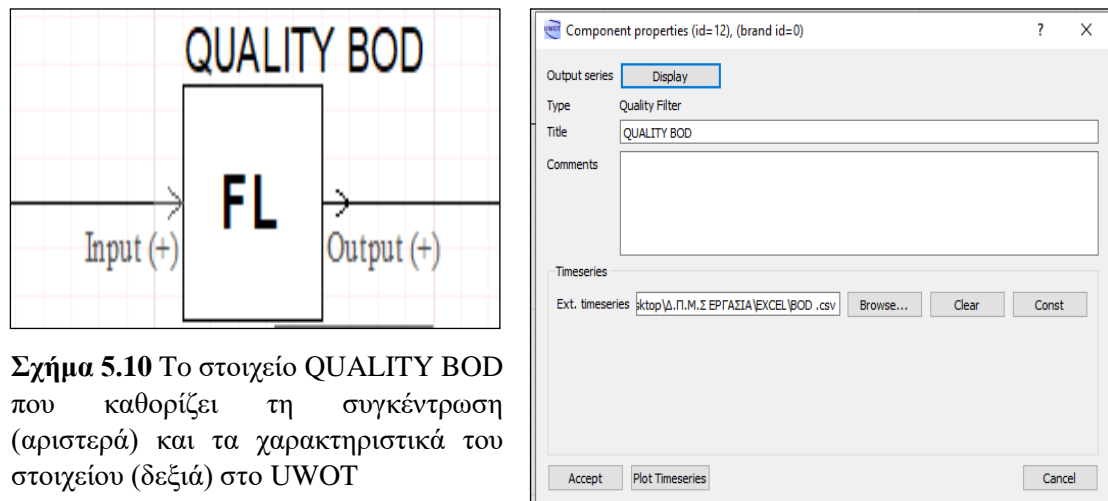 QUALITY BOD
FL
Input (+)
Output (+)
Σχήμα 5.10 Το στοιχείο QUALITY BOD
που καθορίζει τη συγκέντρωση
(αριστερά) και τα χαρακτηριστικά του
στοιχείου (δεξιά) στο UWOT
UWOT Component properties (id=12), (brand id=0) ? X
Output series Display
Type Quality Filter
Title QUALITY BOD
Comments
Timeseries
Ext. timeseries sktop\Δ.Π.Μ.Σ ΕΡΓΑΣΙΑ\EXCEL\BOD .csv Browse... Clear Const
Accept Plot Timeseries Cancel